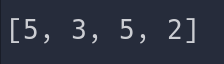 [5, 3, 5, 2]